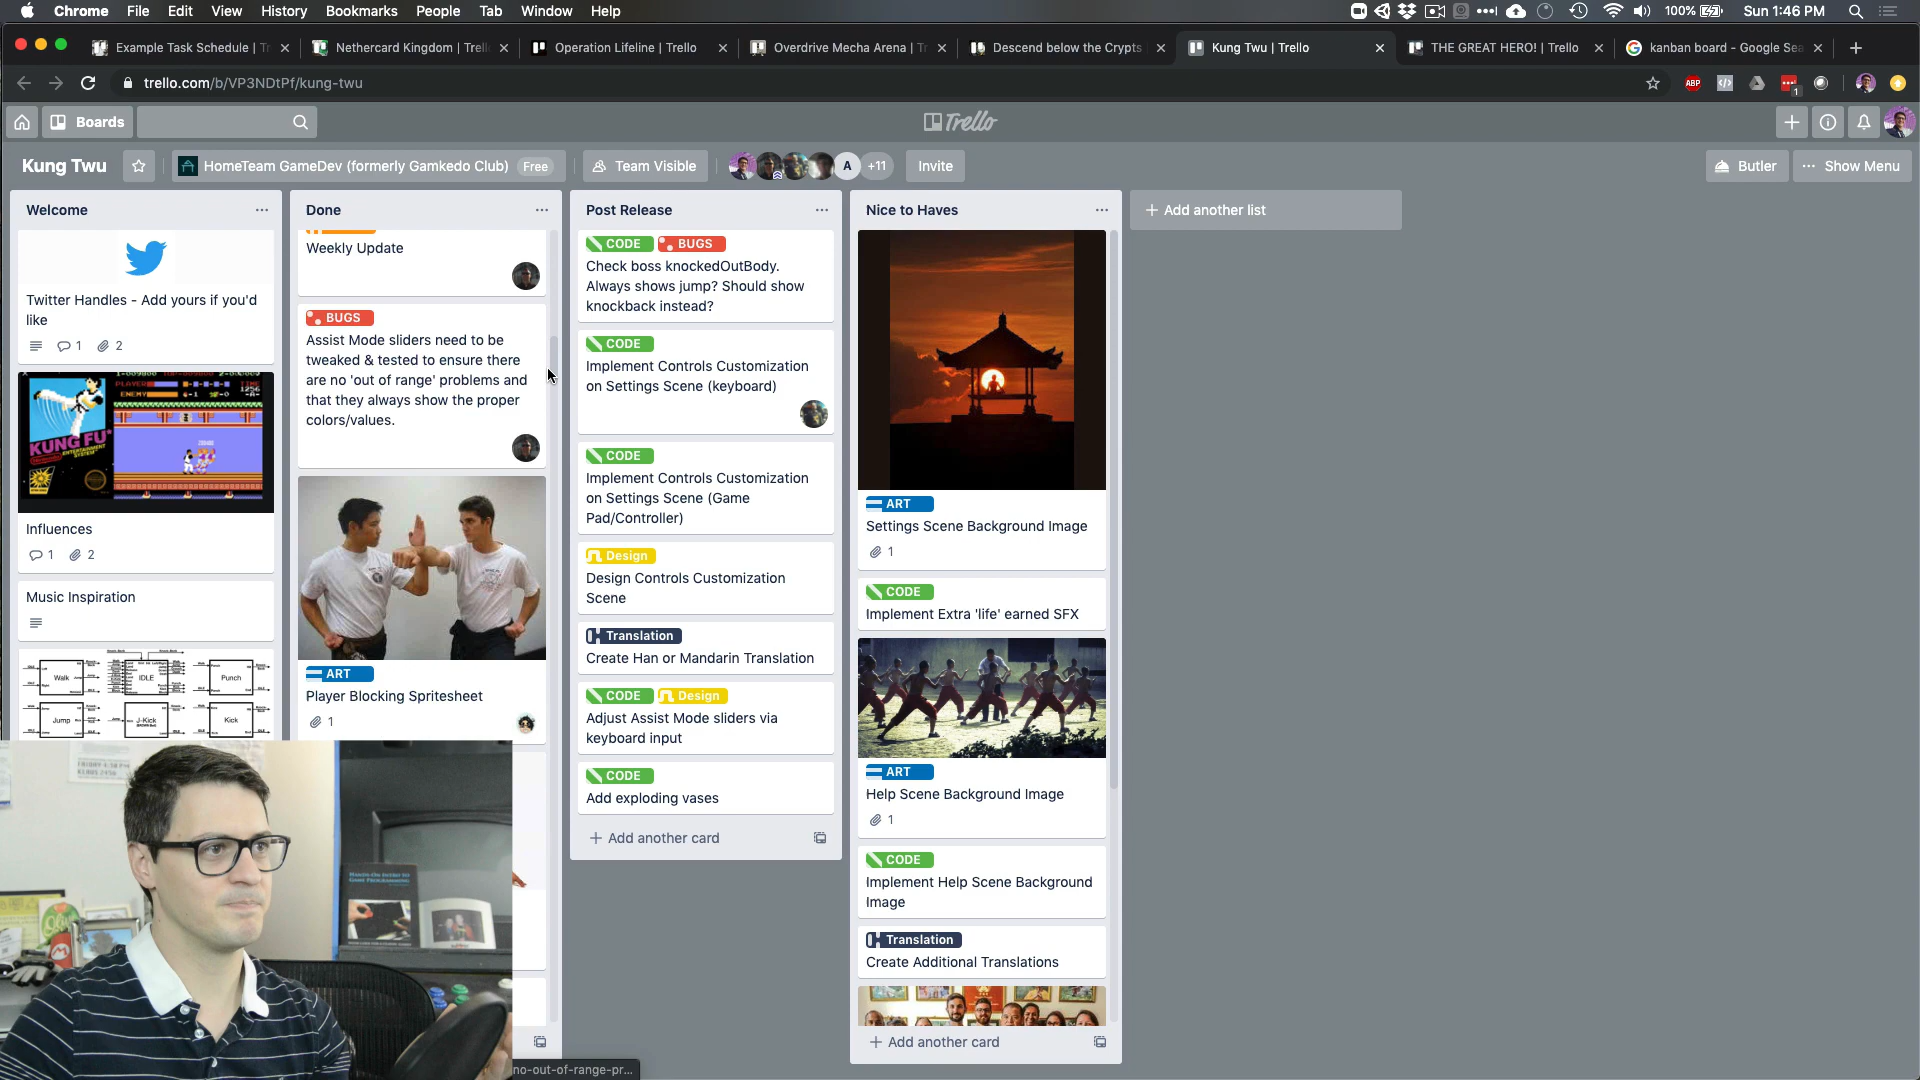 Chrome File Edit View History Bookmarks People Tab Window Help
100% Sun 1:46 PM
Example Task Schedule | Tr
Nethercard Kingdom | Trell
Operation Lifeline | Trello
Overdrive Mecha Arena | Tr
Descend below the Crypts
Kung Twu | Trello
THE GREAT HERO! | Trello
kanban board - Google Sea
trello.com/b/VP3NDtPf/kung-twu
ABP
1
Boards
Trello
Kung Twu
HomeTeam GameDev (formerly Gamkedo Club) Free
Team Visible
A
+11
Invite
Butler
Show Menu
Welcome
Twitter Handles - Add yours if you'd
like
1 2
PLAYER
ENEMY
KUNG FU
Influences
1 2
Music Inspiration
Walk
IDLE
Punch
Jump
J-Kick
Kick
Done
Weekly Update
BUGS
Assist Mode sliders need to be
tweaked & tested to ensure there
are no 'out of range' problems and
that they always show the proper
colors/values.
ART
Player Blocking Spritesheet
1
Post Release
CODE BUGS
Check boss knockedOutBody.
Always shows jump? Should show
knockback instead?
CODE
Implement Controls Customization
on Settings Scene (keyboard)
CODE
Implement Controls Customization
on Settings Scene (Game
Pad/Controller)
Design
Design Controls Customization
Scene
Translation
Create Han or Mandarin Translation
CODE Design
Adjust Assist Mode sliders via
keyboard input
CODE
Add exploding vases
+ Add another card
Nice to Haves
ART
Settings Scene Background Image
1
CODE
Implement Extra 'life' earned SFX
ART
Help Scene Background Image
1
CODE
Implement Help Scene Background
Image
Translation
Create Additional Translations
+ Add another card
+ Add another list
no-out-of-range-pr...